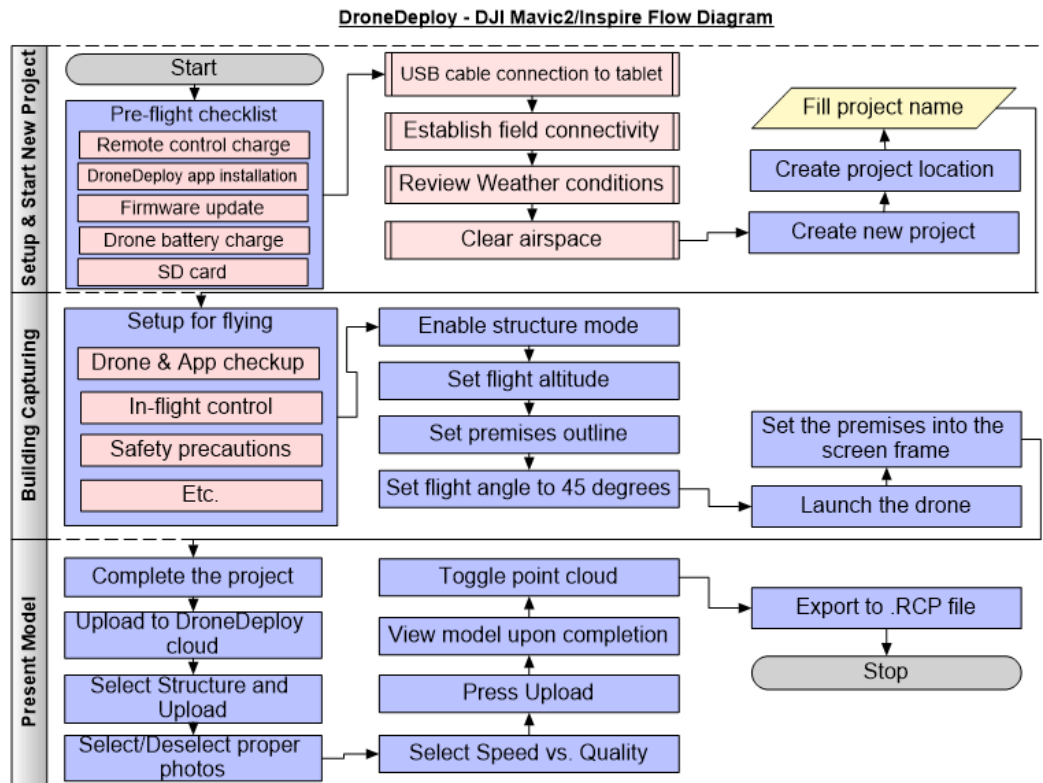 DroneDeploy - DJI Mavic2/Inspire Flow Diagram
Setup & Start New Project
Start
Pre-flight checklist
Remote control charge
DroneDeploy app installation
Firmware update
Drone battery charge
SD card
USB cable connection to tablet
Establish field connectivity
Review Weather conditions
Clear airspace
Fill project name
Create project location
Create new project
Building Capturing
Setup for flying
Drone & App checkup
In-flight control
Safety precautions
Etc.
Enable structure mode
Set flight altitude
Set premises outline
Set flight angle to 45 degrees
Set the premises into the
screen frame
Launch the drone
Present Model
Complete the project
Upload to DroneDeploy
cloud
Select Structure and
Upload
Select/Deselect proper
photos
Toggle point cloud
View model upon completion
Press Upload
Select Speed vs. Quality
Export to .RCP file
Stop